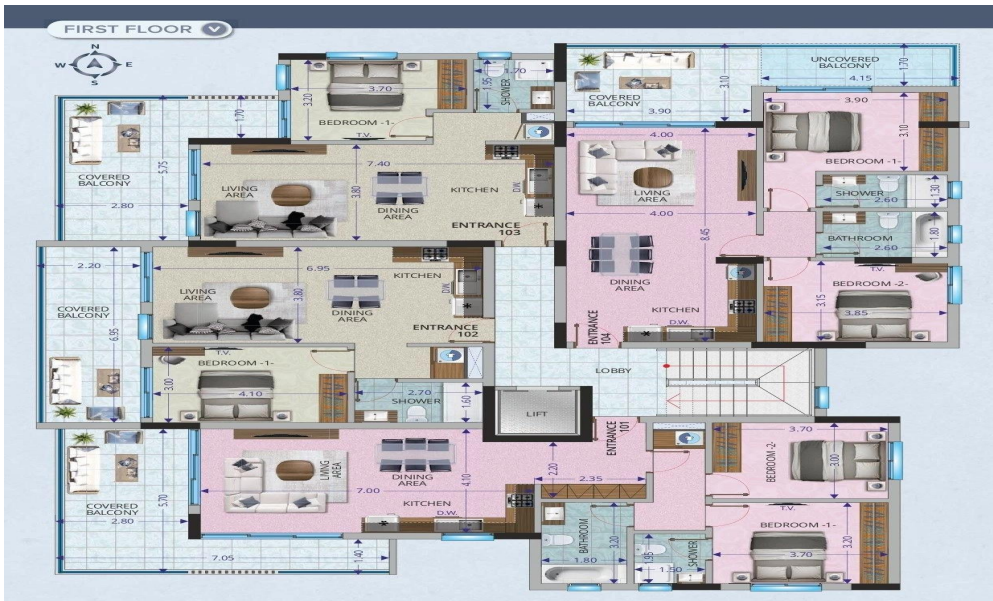 FIRST FLOOR
N
W E
S
COVERED
BALCONY
2.80
5.75
1.70
3.20
3.70
BEDROOM -1-
T.V.
1.95
1.70
SHOWER
7.40
3.80
LIVING
AREA
DINING
AREA
KITCHEN
D.W.
ENTRANCE
103
COVERED
BALCONY
3.90
3.10
UNCOVERED
BALCONY
4.15
1.70
4.00
LIVING
AREA
4.00
8.45
DINING
AREA
KITCHEN
D.W.
ENTRANCE
104
3.90
3.10
BEDROOM -1-
SHOWER
2.60
1.30
BATHROOM
2.60
1.80
T.V.
BEDROOM -2-
3.15
3.85
2.20
COVERED
BALCONY
6.95
6.95
3.80
LIVING
AREA
DINING
AREA
KITCHEN
D.W.
ENTRANCE
102
T.V.
BEDROOM -1-
3.00
4.10
2.70
SHOWER
1.60
LOBBY
LIFT
COVERED
BALCONY
2.80
5.70
7.05
1.40
LIVING
AREA
7.00
DINING
AREA
4.10
KITCHEN
D.W.
ENTRANCE
101
2.20
2.35
BATHROOM
1.80
3.20
1.95
1.50
SHOWER
BEDROOM -2-
3.70
3.00
T.V.
BEDROOM -1-
3.70
3.20